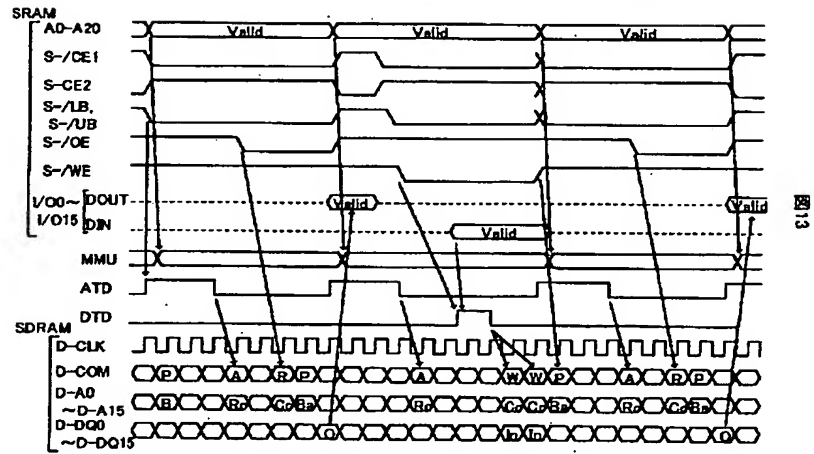 SRAM
A0-A20 Valid Valid Valid
S-/CE1
S-CE2
S-/LB,
S-/UB
S-/OE
S-/WE
I/O0~ DOUT Valid Valid
I/O15 DIN Valid
MMU
ATD
DTD
SDRAM
D-CLK
D-COM P A R P A W W P A R P
D-A0 B Ro Co Ba Ro Co Co Ba Ro Co Ba
~D-A15
D-DQ0 O In In O
~D-DQ15
図13